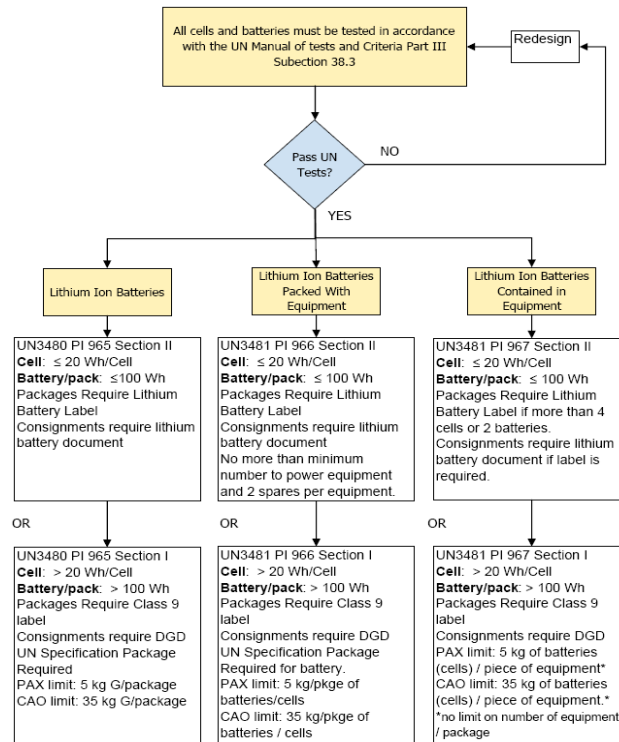 All cells and batteries must be tested in accordance
with the UN Manual of tests and Criteria Part III
Subection 38.3
Redesign
Pass UN
Tests?
NO
YES
Lithium Ion Batteries
Lithium Ion Batteries
Packed With
Equipment
Lithium Ion Batteries
Contained in
Equipment
UN3480 PI 965 Section II
Cell: ≤ 20 Wh/Cell
Battery/pack: ≤100 Wh
Packages Require Lithium
Battery Label
Consignments require lithium
battery document
UN3481 PI 966 Section II
Cell: ≤ 20 Wh/Cell
Battery/pack: ≤ 100 Wh
Packages Require Lithium
Battery Label
Consignments require lithium
battery document
No more than minimum
number to power equipment
and 2 spares per equipment.
UN3481 PI 967 Section II
Cell: ≤ 20 Wh/Cell
Battery/pack: ≤ 100 Wh
Packages Require Lithium
Battery Label if more than 4
cells or 2 batteries.
Consignments require lithium
battery document if label is
required.
OR
OR
OR
UN3480 PI 965 Section I
Cell: > 20 Wh/Cell
Battery/pack: > 100 Wh
Packages Require Class 9
label
Consignments require DGD
UN Specification Package
Required
PAX limit: 5 kg G/package
CAO limit: 35 kg G/package
UN3481 PI 966 Section I
Cell: > 20 Wh/Cell
Battery/pack: > 100 Wh
Packages Require Class 9
label
Consignments require DGD
UN Specification Package
Required for battery.
PAX limit: 5 kg/pkge of
batteries/cells
CAO limit: 35 kg/pkge of
batteries / cells
UN3481 PI 967 Section I
Cell: > 20 Wh/Cell
Battery/pack: > 100 Wh
Packages Require Class 9
label
Consignments require DGD
PAX limit: 5 kg of batteries
(cells) / piece of equipment*
CAO limit: 35 kg of batteries
(cells) / piece of equipment.*
*no limit on number of equipment
/ package